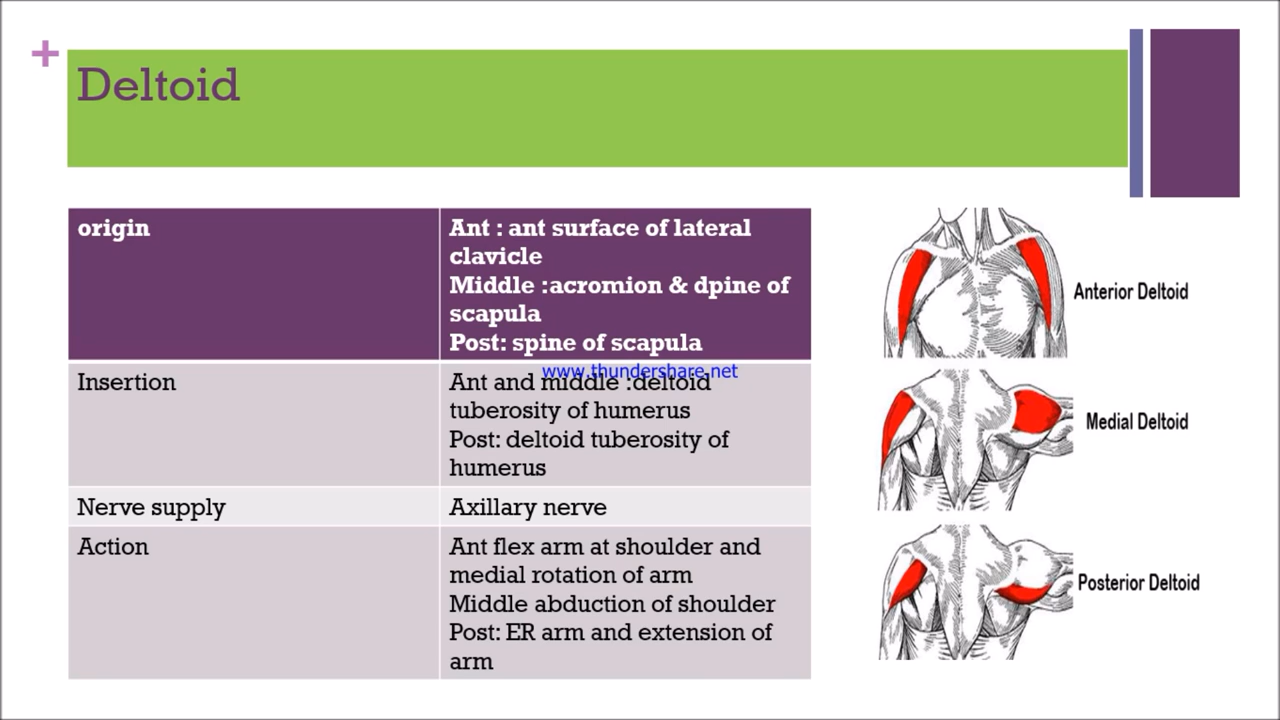 +
Deltoid
origin
Ant : ant surface of lateral
clavicle
Middle :acromion & dpine of
scapula
Post: spine of scapula
www.thundershare.net
Insertion
Ant and middle :deltoid
tuberosity of humerus
Post: deltoid tuberosity of
humerus
Nerve supply
Axillary nerve
Action
Ant flex arm at shoulder and
medial rotation of arm
Middle abduction of shoulder
Post: ER arm and extension of
arm
Anterior Deltoid
Medial Deltoid
Posterior Deltoid